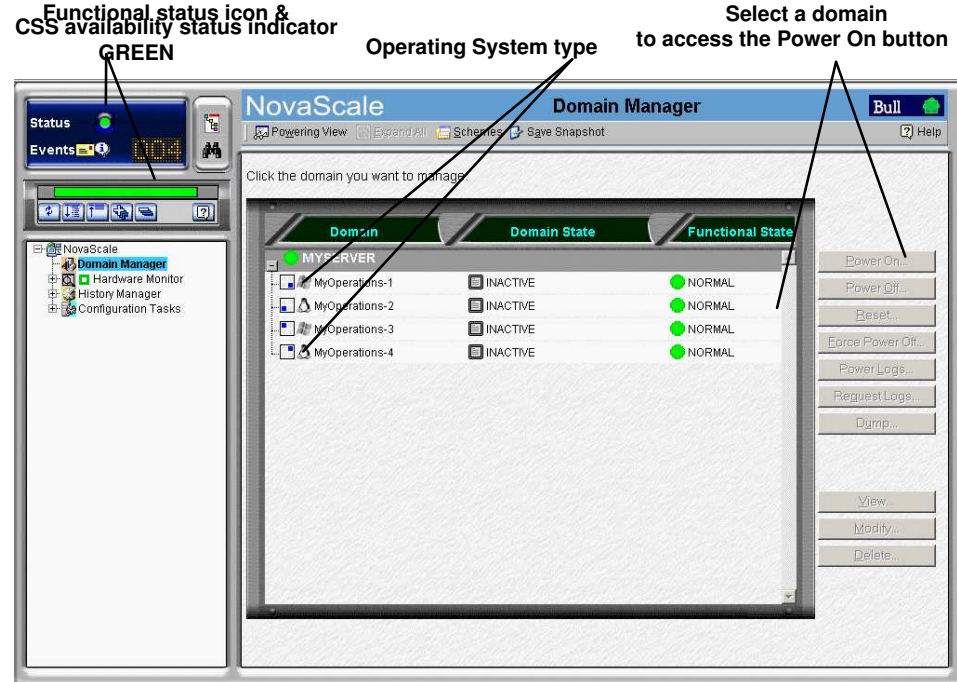 Functional status icon &
CSS availability status indicator
GREEN
Operating System type
Select a domain
to access the Power On button
Status
Events
004
NovaScale
Domain Manager
Bull
Powering View
Expand All
Schemes
Save Snapshot
Help
Click the domain you want to manage.
NovaScale
Domain Manager
Hardware Monitor
History Manager
Configuration Tasks
Domain
Domain State
Functional State
MYSERVER
MyOperations-1 INACTIVE NORMAL
MyOperations-2 INACTIVE NORMAL
MyOperations-3 INACTIVE NORMAL
MyOperations-4 INACTIVE NORMAL
Power On...
Power Off...
Reset...
Force Power Off...
Power Logs...
Request Logs...
Dump...
View...
Modify...
Delete...